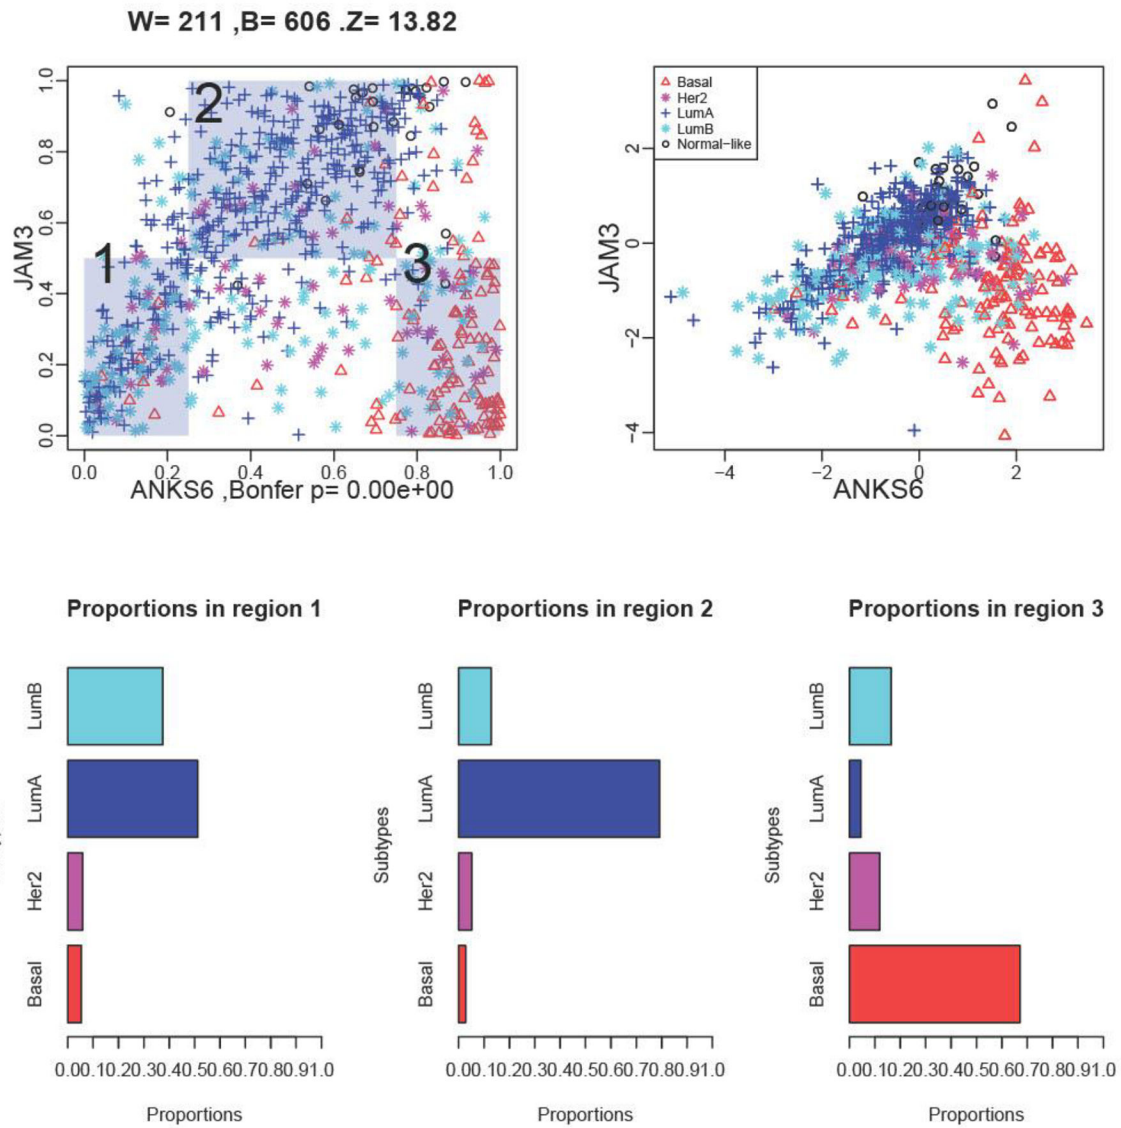 W= 211 ,B= 606 .Z= 13.82
JAM3
0.0 0.2 0.4 0.6 0.8 1.0
1
2
3
0.0 0.2 0.4 0.6 0.8 1.0
ANKS6 ,Bonfer p= 0.00e+00
Basal
Her2
LumA
LumB
Normal-like
JAM3
−4 −2 0 2
−4 −2 0 2
ANKS6
Proportions in region 1
LumB
LumA
Her2
Basal
0.00.10.20.30.40.50.60.70.80.91.0
Proportions
Proportions in region 2
Subtypes
LumB
LumA
Her2
Basal
0.00.10.20.30.40.50.60.70.80.91.0
Proportions
Proportions in region 3
Subtypes
LumB
LumA
Her2
Basal
0.00.10.20.30.40.50.60.70.80.91.0
Proportions